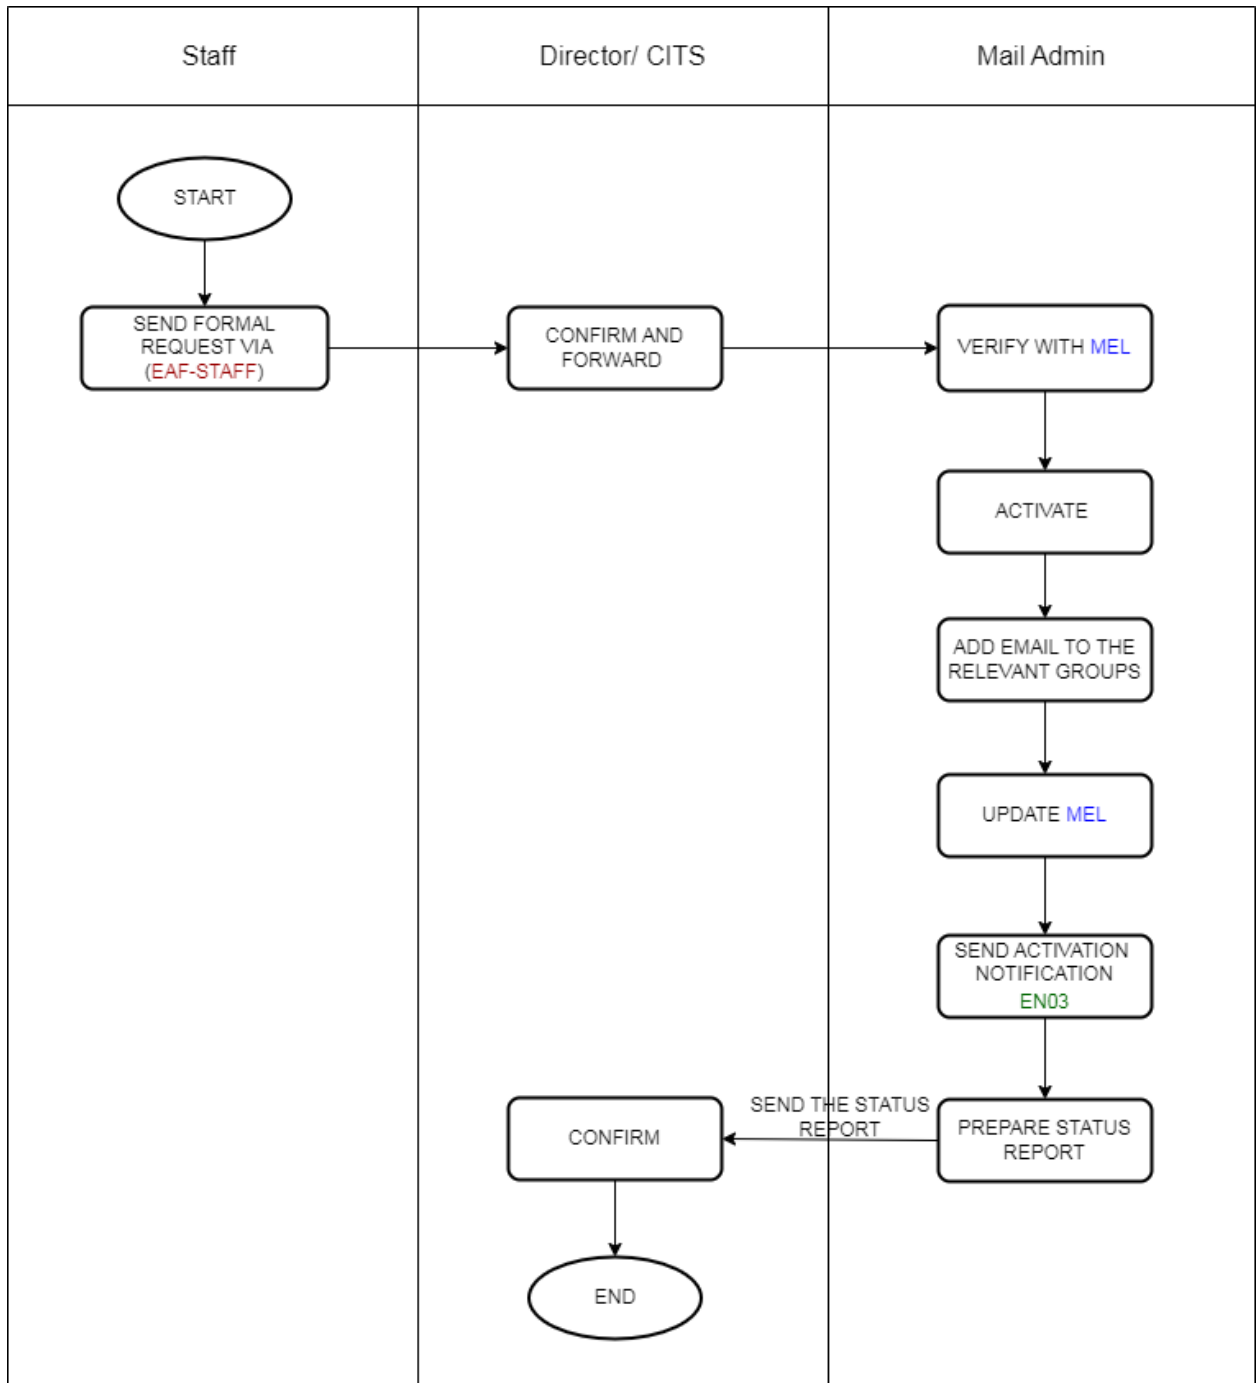 Staff
Director/ CITS
Mail Admin
START
SEND FORMAL
REQUEST VIA
(EAF-STAFF)
CONFIRM AND
FORWARD
VERIFY WITH MEL
ACTIVATE
ADD EMAIL TO THE
RELEVANT GROUPS
UPDATE MEL
SEND ACTIVATION
NOTIFICATION
EN03
PREPARE STATUS
REPORT
SEND THE STATUS
REPORT
CONFIRM
END